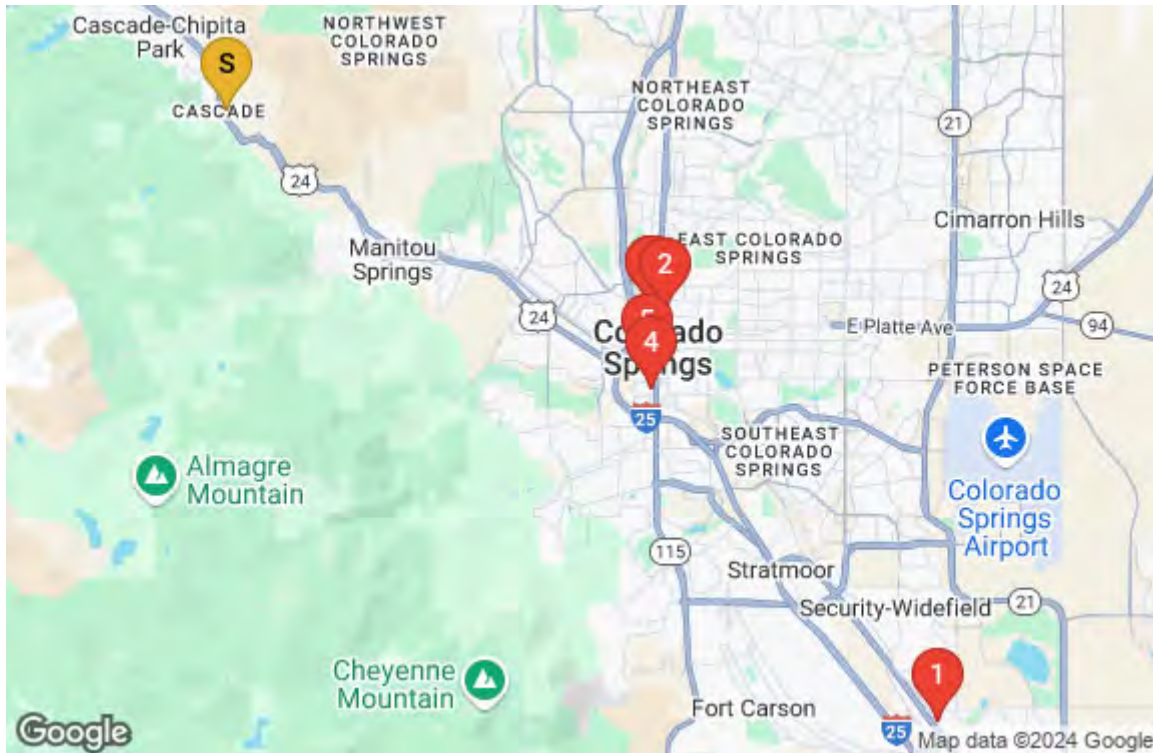 Cascade-Chipita
Park
NORTHWEST
COLORADO
SPRINGS
S
CASCADE
24
NORTHEAST
COLORADO
SPRINGS
21
Manitou
Springs
24
2
EAST COLORADO
SPRINGS
Cimarron Hills
24
5
4
Colorado
Springs
E Platte Ave
94
PETERSON SPACE
FORCE BASE
25
SOUTHEAST
COLORADO
SPRINGS
Almagre
Mountain
Colorado
Springs
Airport
115
Stratmoor
Security-Widefield
21
Cheyenne
Mountain
1
Fort Carson
25
Google
Map data ©2024 Google